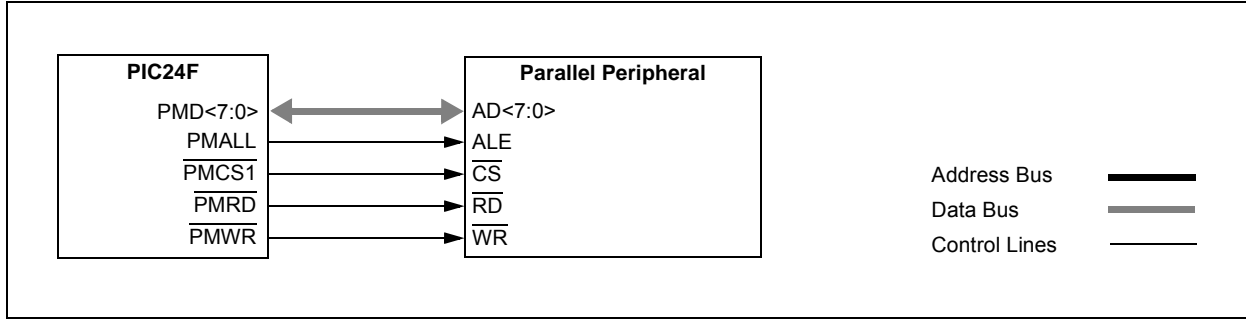 PIC24F
PMD<7:0>
PMALL
PMCS1
PMRD
PMWR
Parallel Peripheral
AD<7:0>
ALE
CS
RD
WR
Address Bus
Data Bus
Control Lines